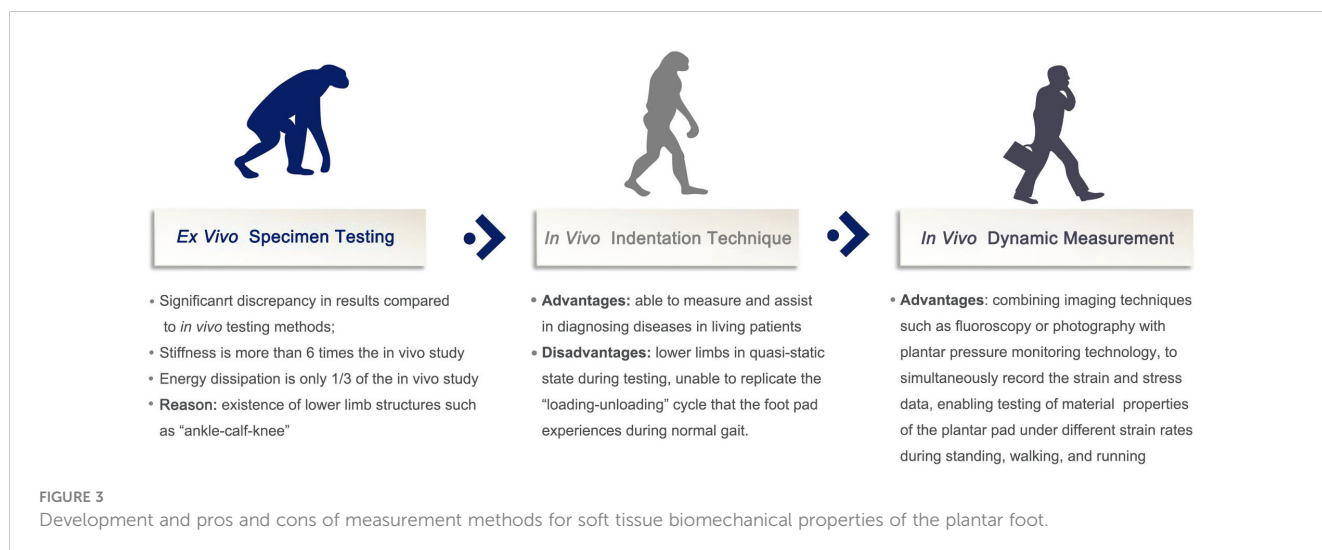 Ex Vivo Specimen Testing
• Significanrt discrepancy in results compared
to in vivo testing methods;
• Stiffness is more than 6 times the in vivo study
• Energy dissipation is only 1/3 of the in vivo study
• Reason: existence of lower limb structures such
as “ankle-calf-knee”
In Vivo Indentation Technique
• Advantages: able to measure and assist
in diagnosing diseases in living patients
• Disadvantages: lower limbs in quasi-static
state during testing, unable to replicate the
“loading-unloading” cycle that the foot pad
experiences during normal gait.
In Vivo Dynamic Measurement
• Advantages: combining imaging techniques
such as fluoroscopy or photography with
plantar pressure monitoring technology, to
simultaneously record the strain and stress
data, enabling testing of material properties
of the plantar pad under different strain rates
during standing, walking, and running
FIGURE 3
Development and pros and cons of measurement methods for soft tissue biomechanical properties of the plantar foot.